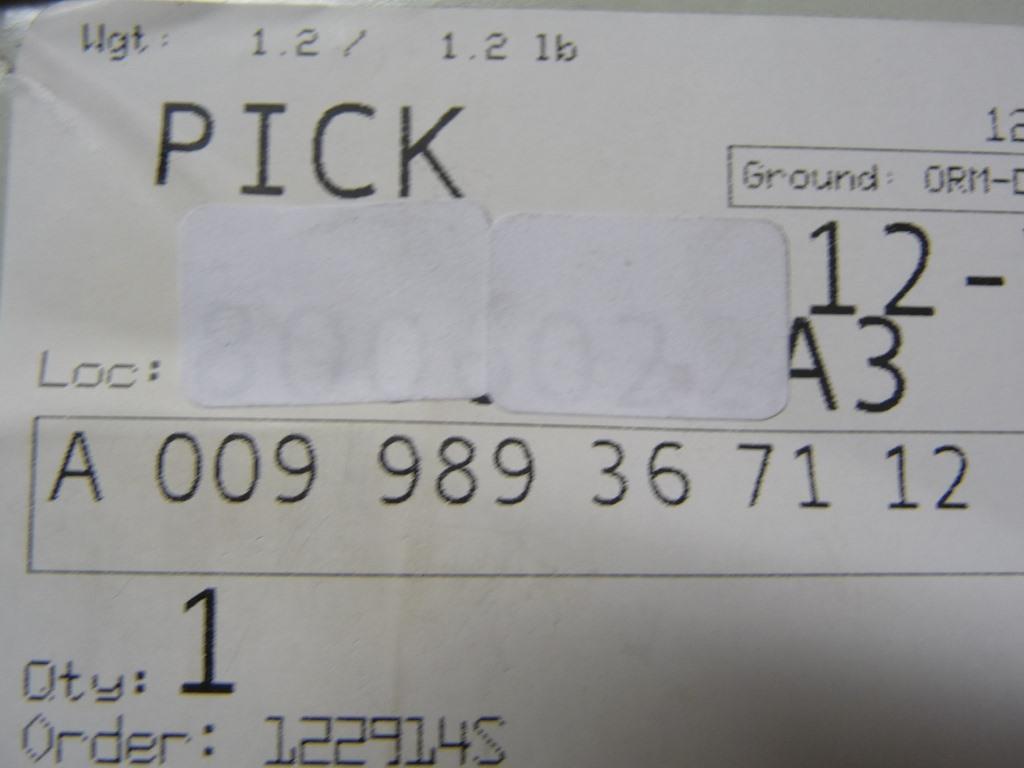 Wgt: 1.2 / 1.2 lb
PICK
12
Ground: ORM-D
12-
Loc: A3
A 009 989 36 71 12
Qty: 1
Order: 122914S